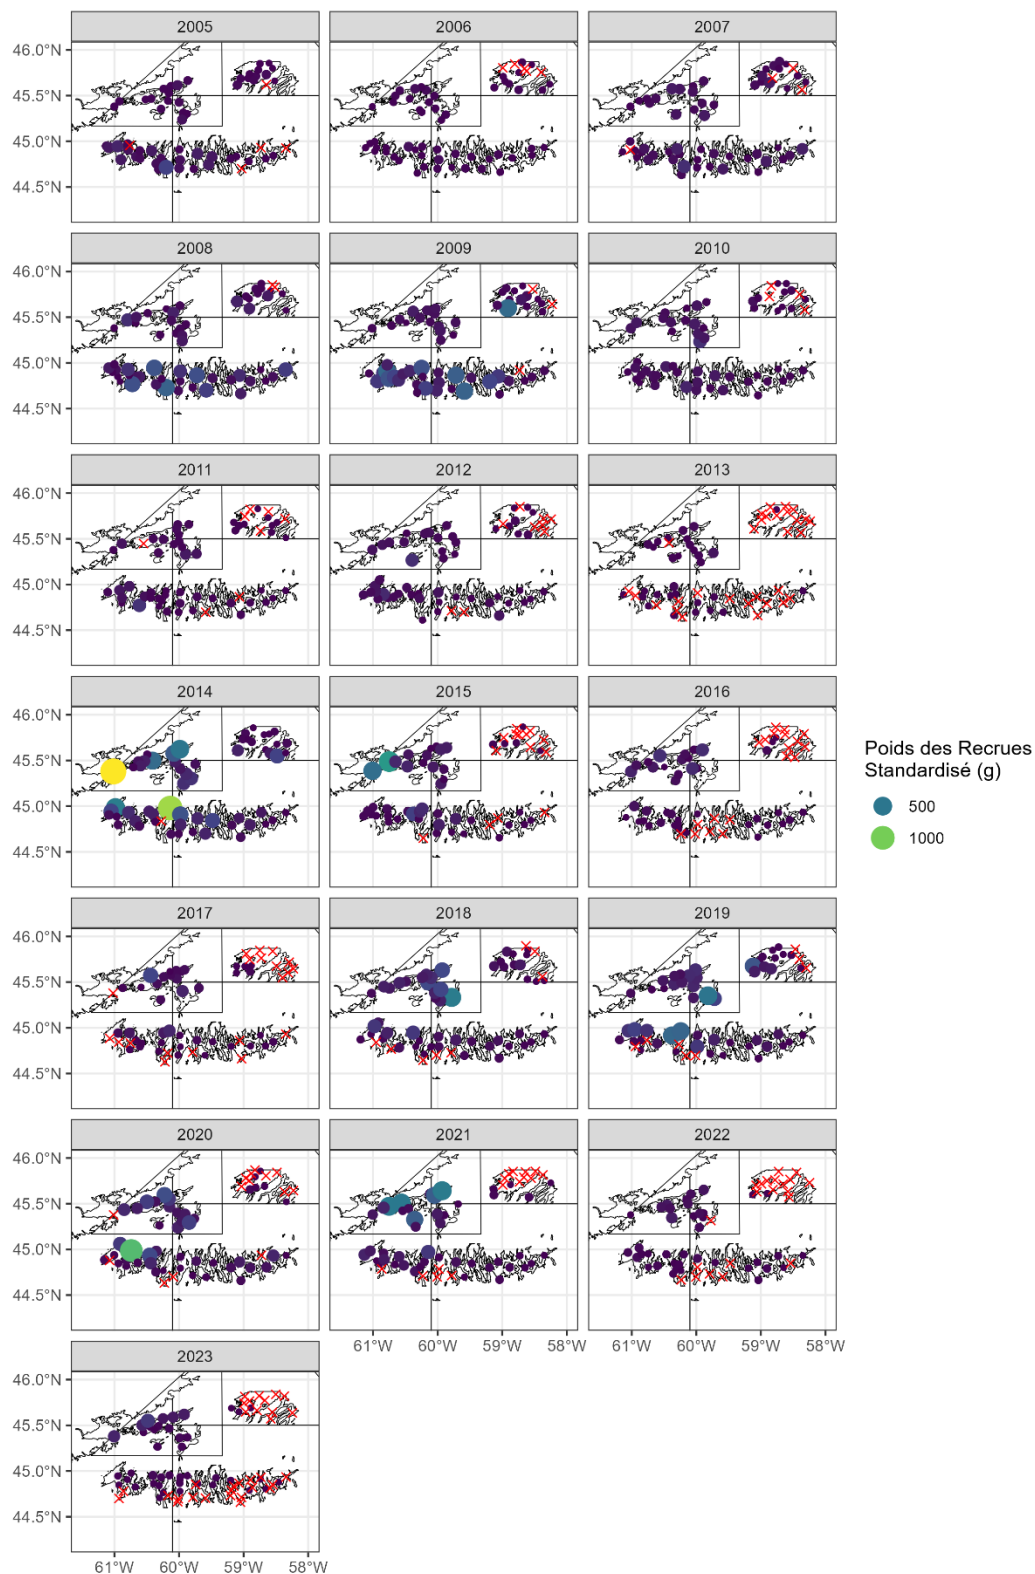 2005
2006
2007
46.0°N
45.5°N
45.0°N
44.5°N
2008
2009
2010
46.0°N
45.5°N
45.0°N
44.5°N
2011
2012
2013
46.0°N
45.5°N
45.0°N
44.5°N
2014
2015
2016
46.0°N
45.5°N
45.0°N
44.5°N
Poids des Recrues
Standardisé (g)
500
1000
2017
2018
2019
46.0°N
45.5°N
45.0°N
44.5°N
2020
2021
2022
46.0°N
45.5°N
45.0°N
44.5°N
61°W 60°W 59°W 58°W
61°W 60°W 59°W 58°W
2023
46.0°N
45.5°N
45.0°N
44.5°N
61°W 60°W 59°W 58°W